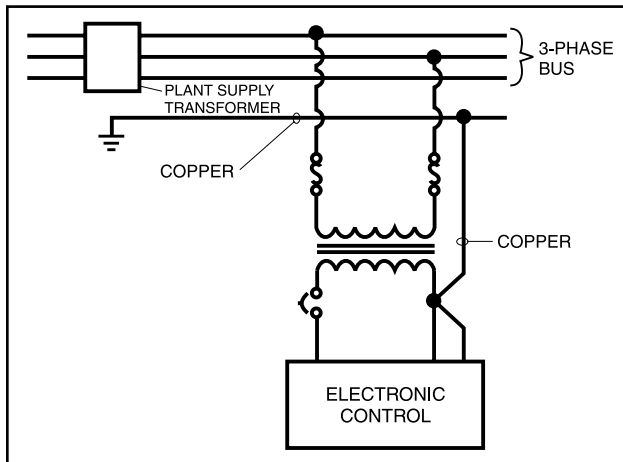 3-PHASE
BUS
PLANT SUPPLY
TRANSFORMER
COPPER
COPPER
ELECTRONIC
CONTROL